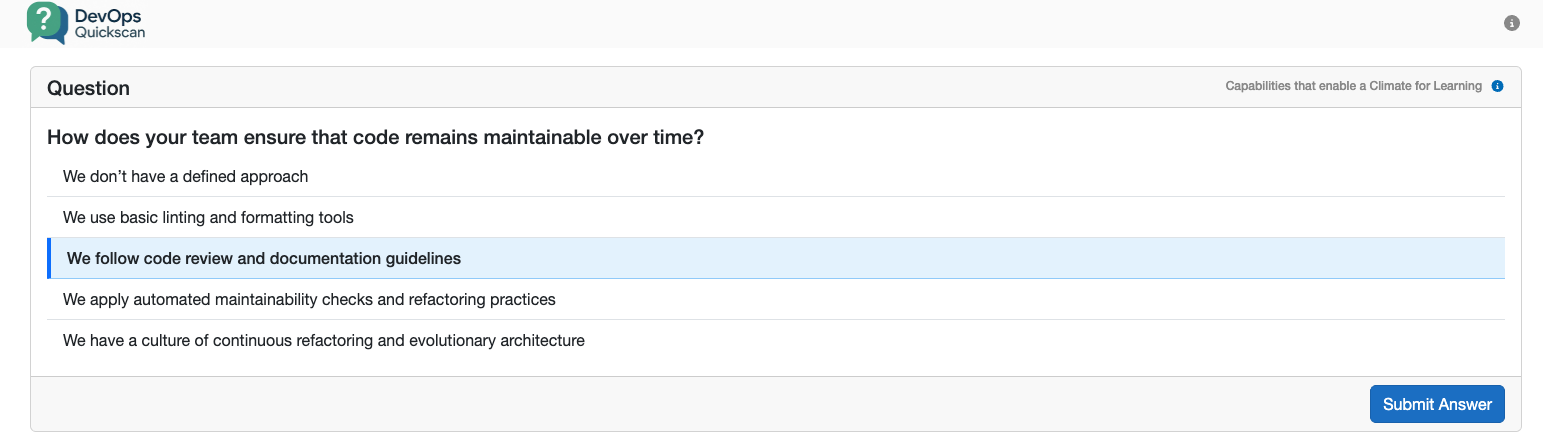 DevOps
Quickscan
Question
Capabilities that enable a Climate for Learning
How does your team ensure that code remains maintainable over time?
We don’t have a defined approach
We use basic linting and formatting tools
We follow code review and documentation guidelines
We apply automated maintainability checks and refactoring practices
We have a culture of continuous refactoring and evolutionary architecture
Submit Answer